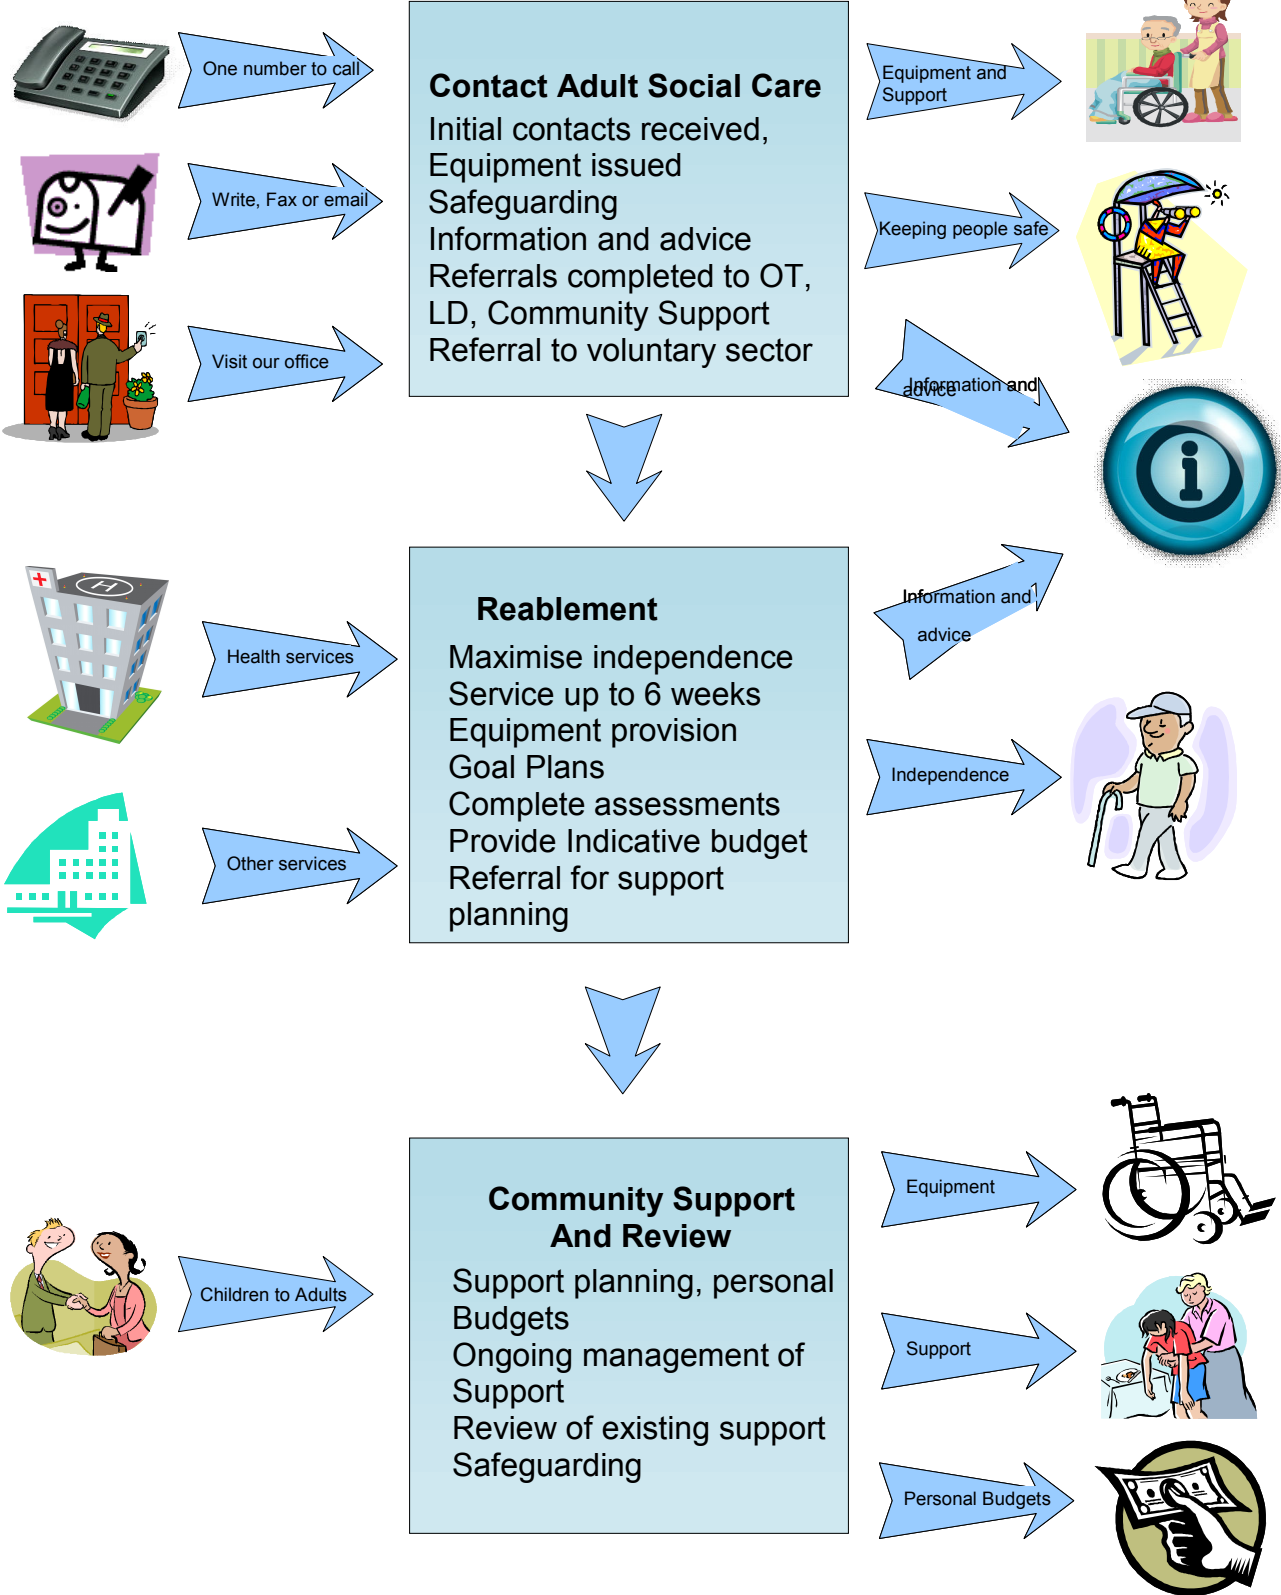 One number to call
Write, Fax or email
Visit our office
Contact Adult Social Care
Initial contacts received,
Equipment issued
Safeguarding
Information and advice
Referrals completed to OT,
LD, Community Support
Referral to voluntary sector
Equipment and
Support
Keeping people safe
Information and
advice
i
H
Health services
Other services
Reablement
Maximise independence
Service up to 6 weeks
Equipment provision
Goal Plans
Complete assessments
Provide Indicative budget
Referral for support
planning
Information and
advice
Independence
Children to Adults
Community Support
And Review
Support planning, personal
Budgets
Ongoing management of
Support
Review of existing support
Safeguarding
Equipment
Support
Personal Budgets